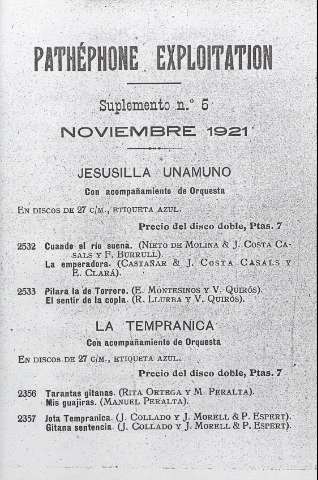 PATHÉPHONE EXPLOITATION
Suplemento n.° 5
NOVIEMBRE 1921
JESUSILLA UNAMUNO
Con acompañamiento de Orquesta
EN DISCOS DE 27 C/M., ETIQUETA AZUL.
Precio del disco doble, Ptas. 7
2532 Cuando el río suena. (NIETO DE MOLINA & J. COSTA CA-
SALS Y F. BURRULL).
La emperadora. (CASTAÑAR & J. COSTA CASALS Y
E. CLARÁ).
2533 Pilara la de Torrero. (E. MONTESINOS Y V. QUIRÓS).
El sentir de la copla. (R. LLURBA Y V. QUIRÓS).
LA TEMPRANICA
Con acompañamiento de Orquesta
EN DISCOS DE 27 C/M., ETIQUETA AZUL.
Precio del disco doble, Ptas. 7
2356 Tarantas gitanas. (RITA ORTEGA Y M. PERALTA).
Mis guajiras. (MANUEL PERALTA).
2357 Jota Tempranica. (J. COLLADO Y J. MORELL & P. ESPERT).
Gitana sentencia. (J. COLLADO Y J. MORELL & P. ESPERT).